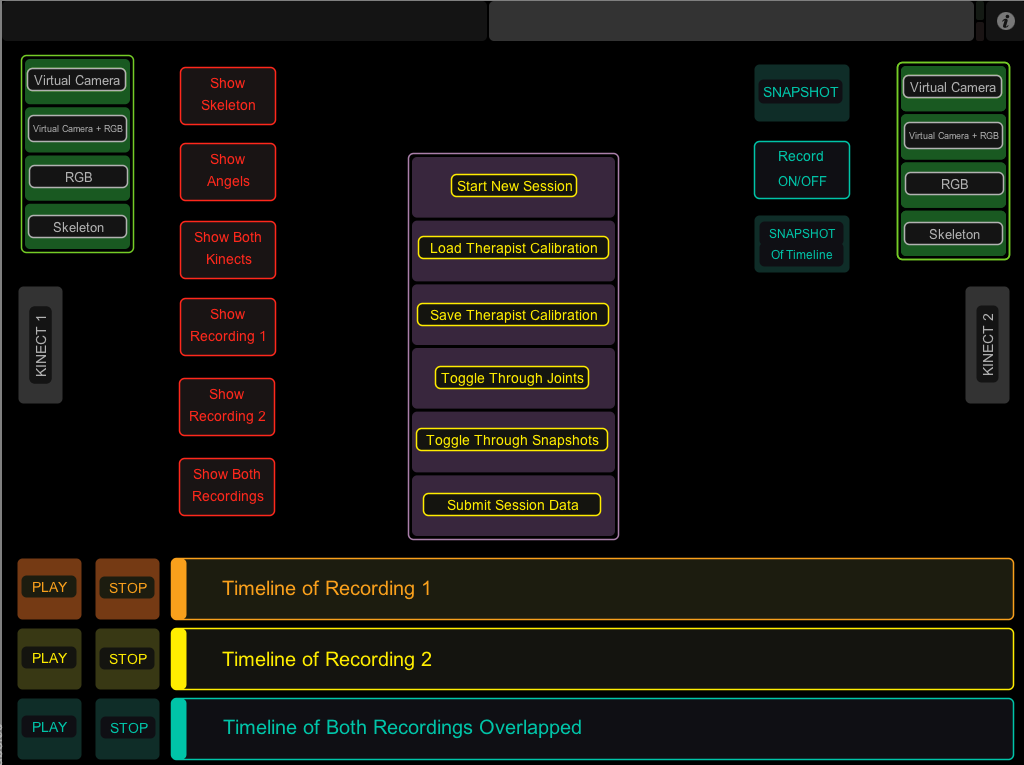 i
Virtual Camera
Virtual Camera + RGB
RGB
Skeleton
KINECT 1
Show
Skeleton
Show
Angels
Show Both
Kinects
Show
Recording 1
Show
Recording 2
Show Both
Recordings
Start New Session
Load Therapist Calibration
Save Therapist Calibration
Toggle Through Joints
Toggle Through Snapshots
Submit Session Data
SNAPSHOT
Record
ON/OFF
SNAPSHOT
Of Timeline
Virtual Camera
Virtual Camera + RGB
RGB
Skeleton
KINECT 2
PLAY
STOP
Timeline of Recording 1
PLAY
STOP
Timeline of Recording 2
PLAY
STOP
Timeline of Both Recordings Overlapped